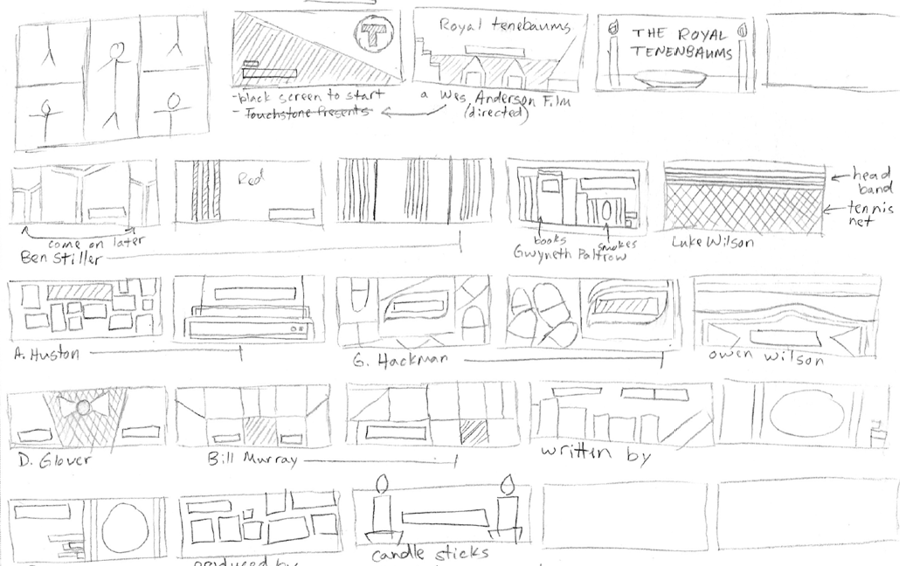 T
Royal tenebaums
THE ROYAL
TENENBAUMS
-black screen to start
- Touchstone Presents
a Wes Anderson Film
(directed)
Red
head
band
tennis
net
come on later
Ben Stiller
books
smokes
Gwyneth Paltrow
Luke Wilson
A. Huston
G. Hackman
owen wilson
D. Glover
Bill Murray
written by
produced by
candle sticks